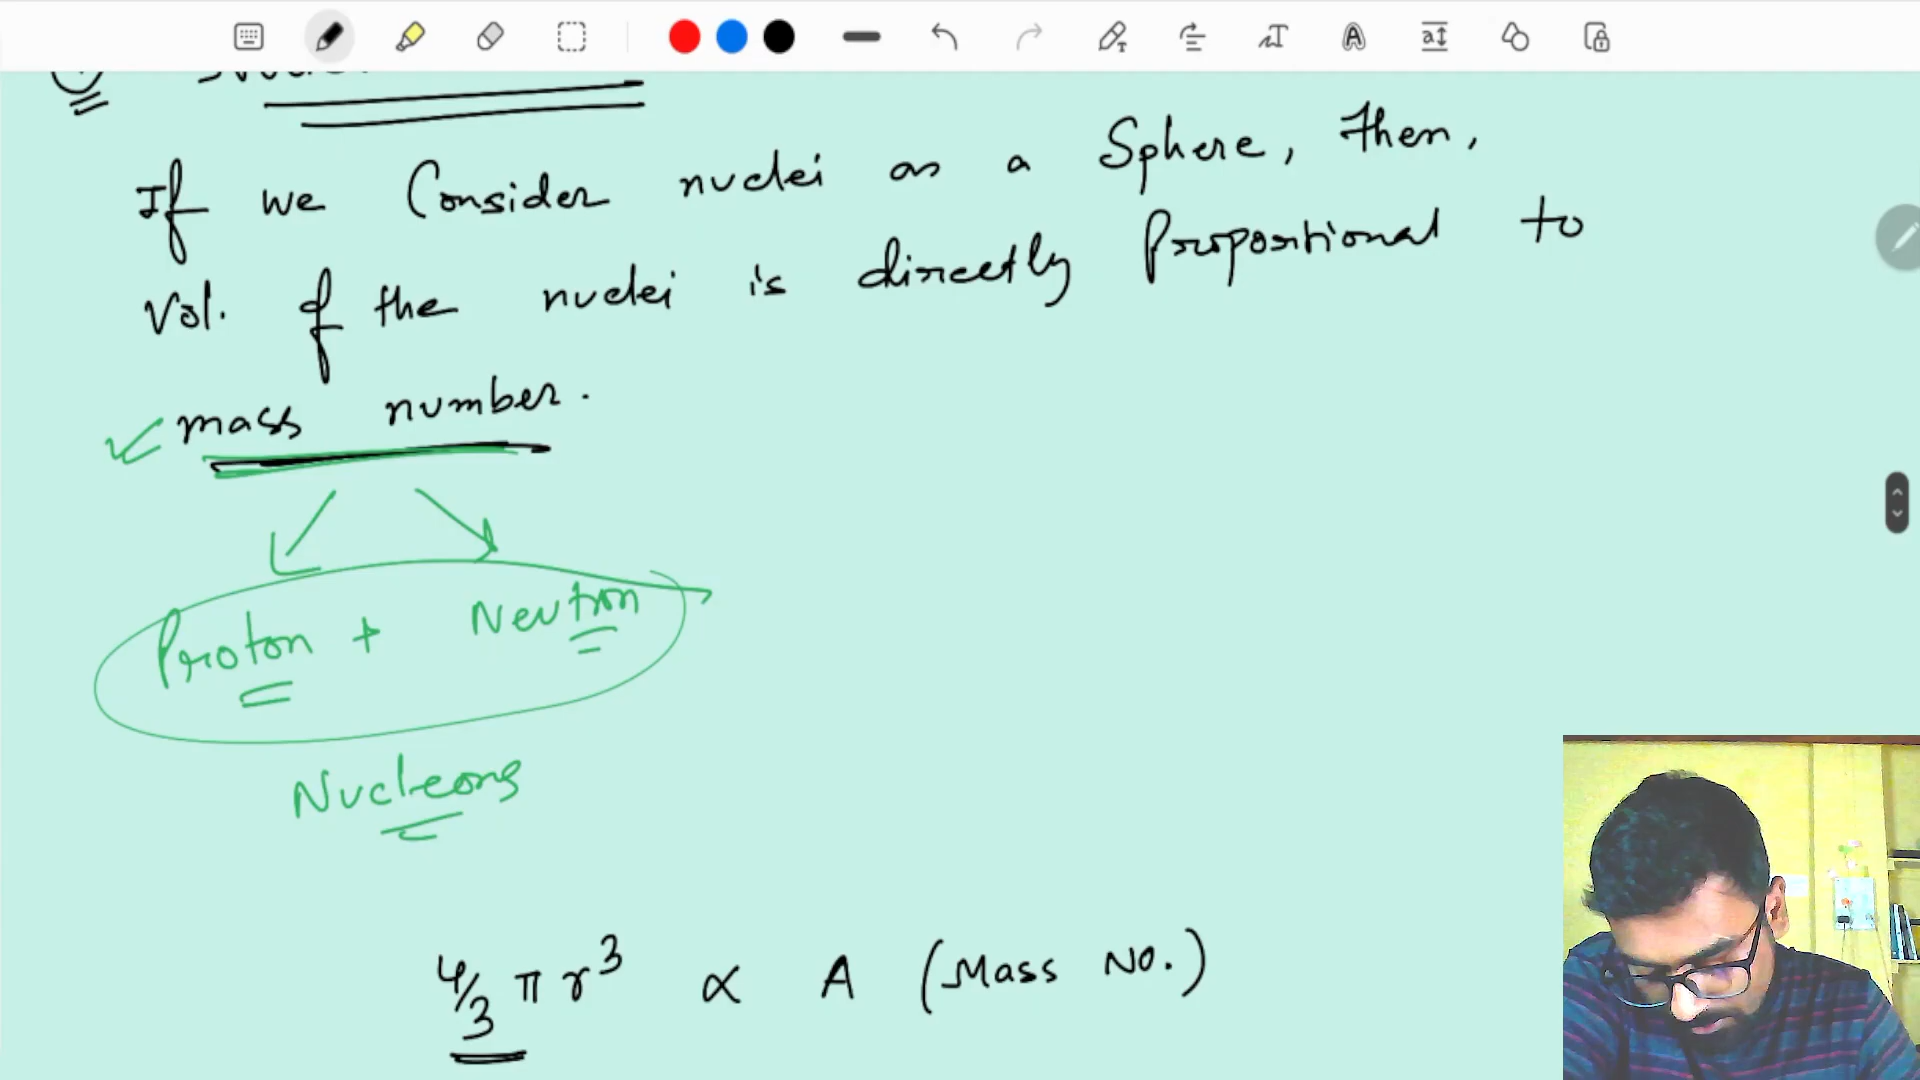 If we Consider nuclei as a Sphere, then,
Vol. of the nuclei is directly Proportional to
mass number.
Proton + Neutron
Nucleons
4/3 π r³ ∝ A (Mass No.)